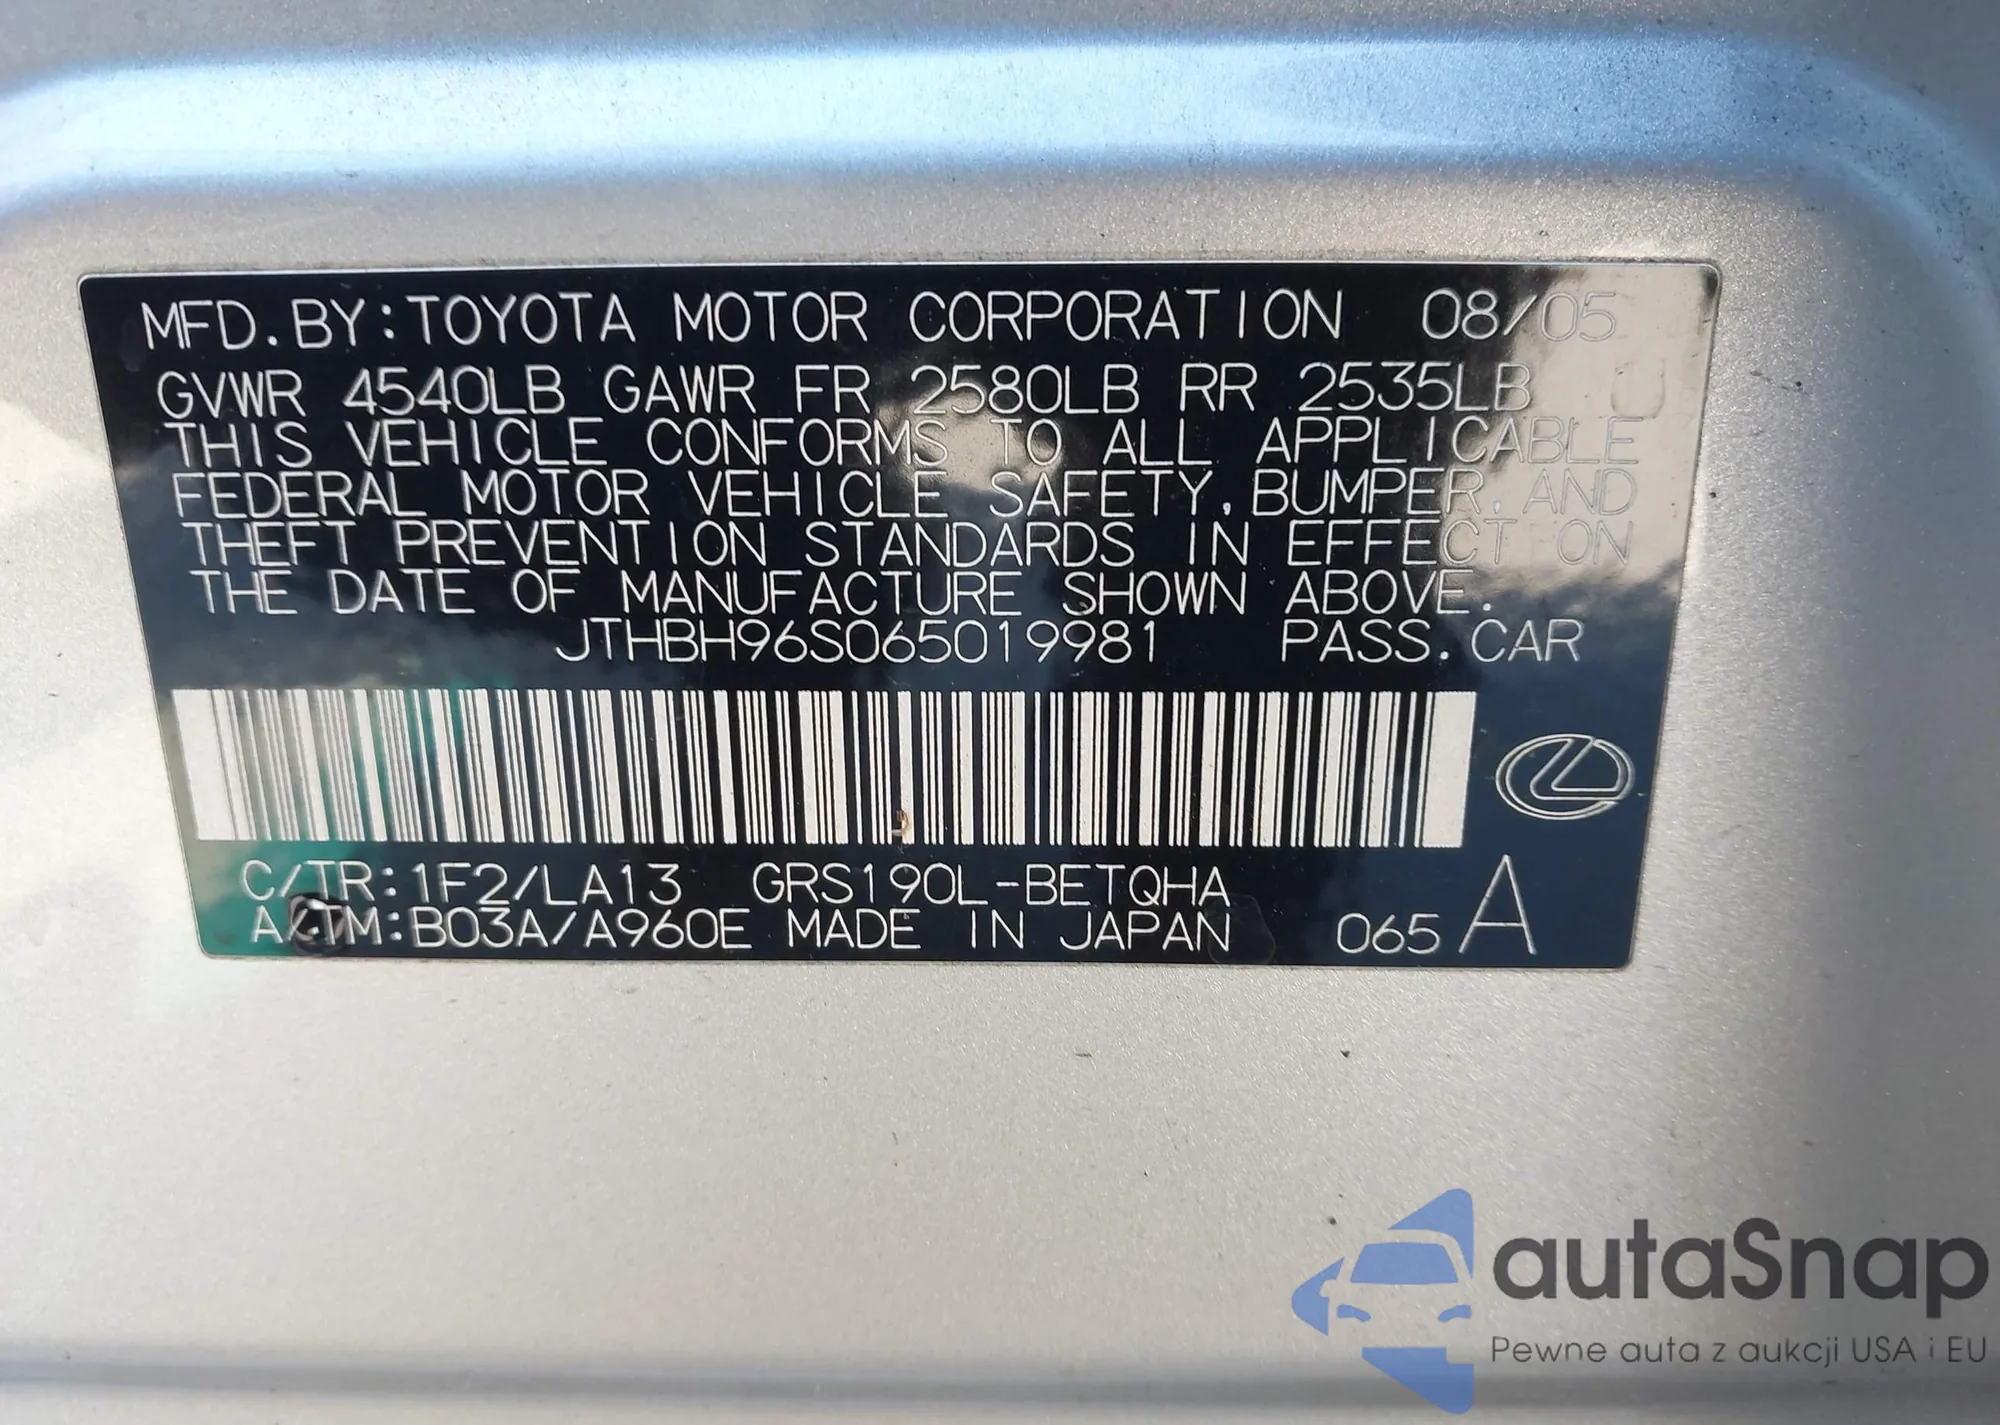 MFD. BY: TOYOTA MOTOR CORPORATION 08/05
GVWR 4540LB GAWR FR 2580LB RR 2535LB
THIS VEHICLE CONFORMS TO ALL APPLICABLE
FEDERAL MOTOR VEHICLE SAFETY, BUMPER, AND
THEFT PREVENTION STANDARDS IN EFFECT ON
THE DATE OF MANUFACTURE SHOWN ABOVE.
JTHBH96S065019981 PASS. CAR
C/TR: 1F2/LA13 GRS190L-BETQHA
A/TM: B03A/A960E MADE IN JAPAN 065 A
autaSnap
Pewne auta z aukcji USA i EU